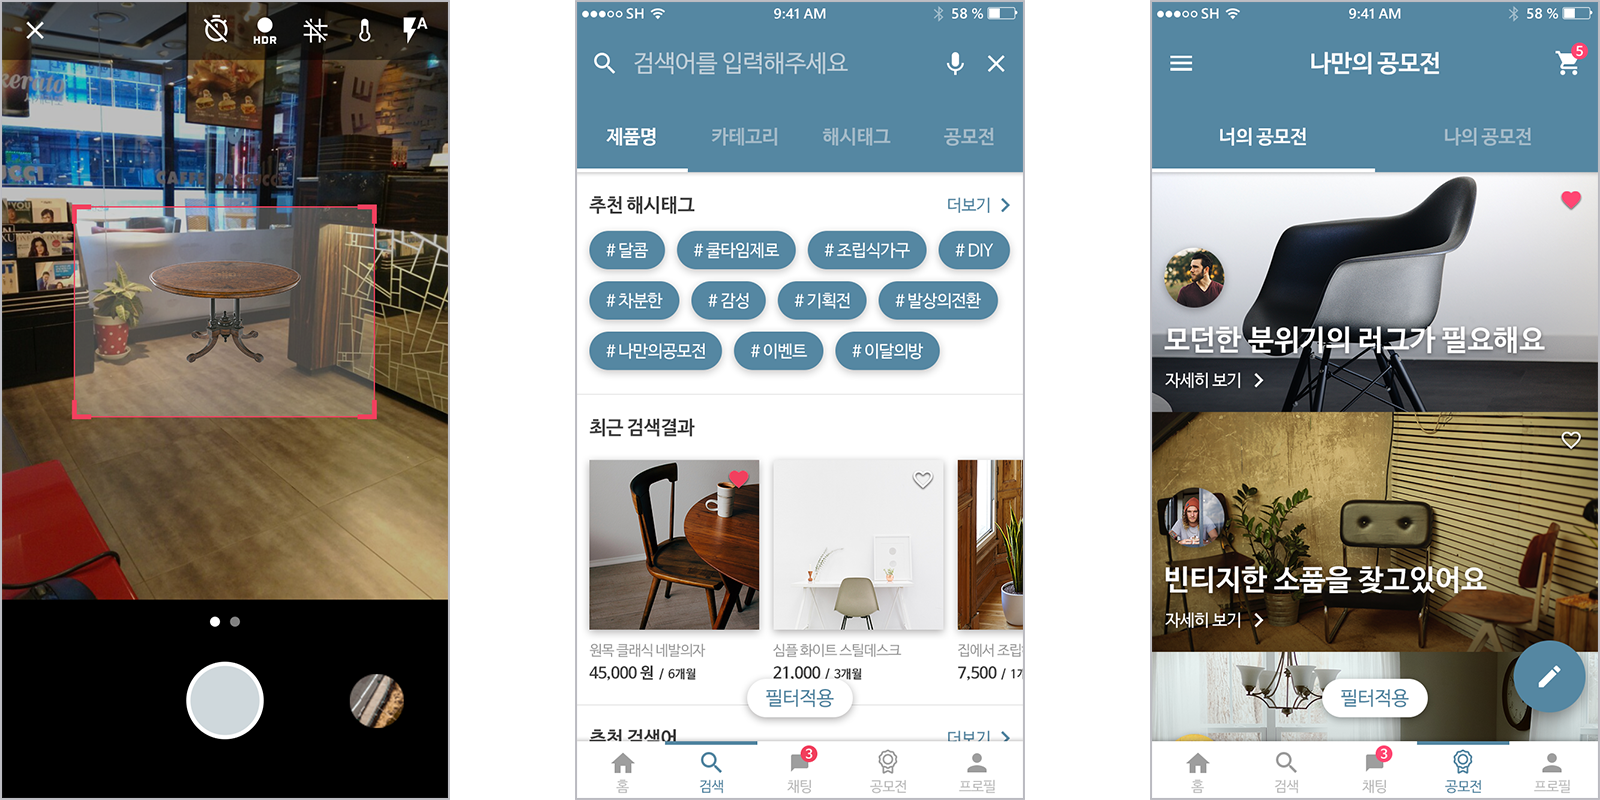 HDR
A
kerato
CAFFE PASCUCCI
UCCI
●●●○○ SH
9:41 AM
58 %
검색어를 입력해주세요
제품명
카테고리
해시태그
공모전
추천 해시태그
더보기
# 달콤
# 쿨타임제로
# 조립식가구
# DIY
# 차분한
# 감성
# 기획전
# 발상의전환
# 나만의공모전
# 이벤트
# 이달의방
최근 검색결과
원목 클래식 네발의자
45,000 원 / 6개월
심플 화이트 스틸데스크
21,000 / 3개월
집에서 조립
7,500 / 1개
필터적용
추천 검색어
더보기
홈
검색
3
채팅
공모전
프로필
●●●○○ SH
9:41 AM
58 %
나만의 공모전
5
너의 공모전
나의 공모전
모던한 분위기의 러그가 필요해요
자세히 보기
빈티지한 소품을 찾고있어요
자세히 보기
필터적용
홈
검색
3
채팅
공모전
프로필